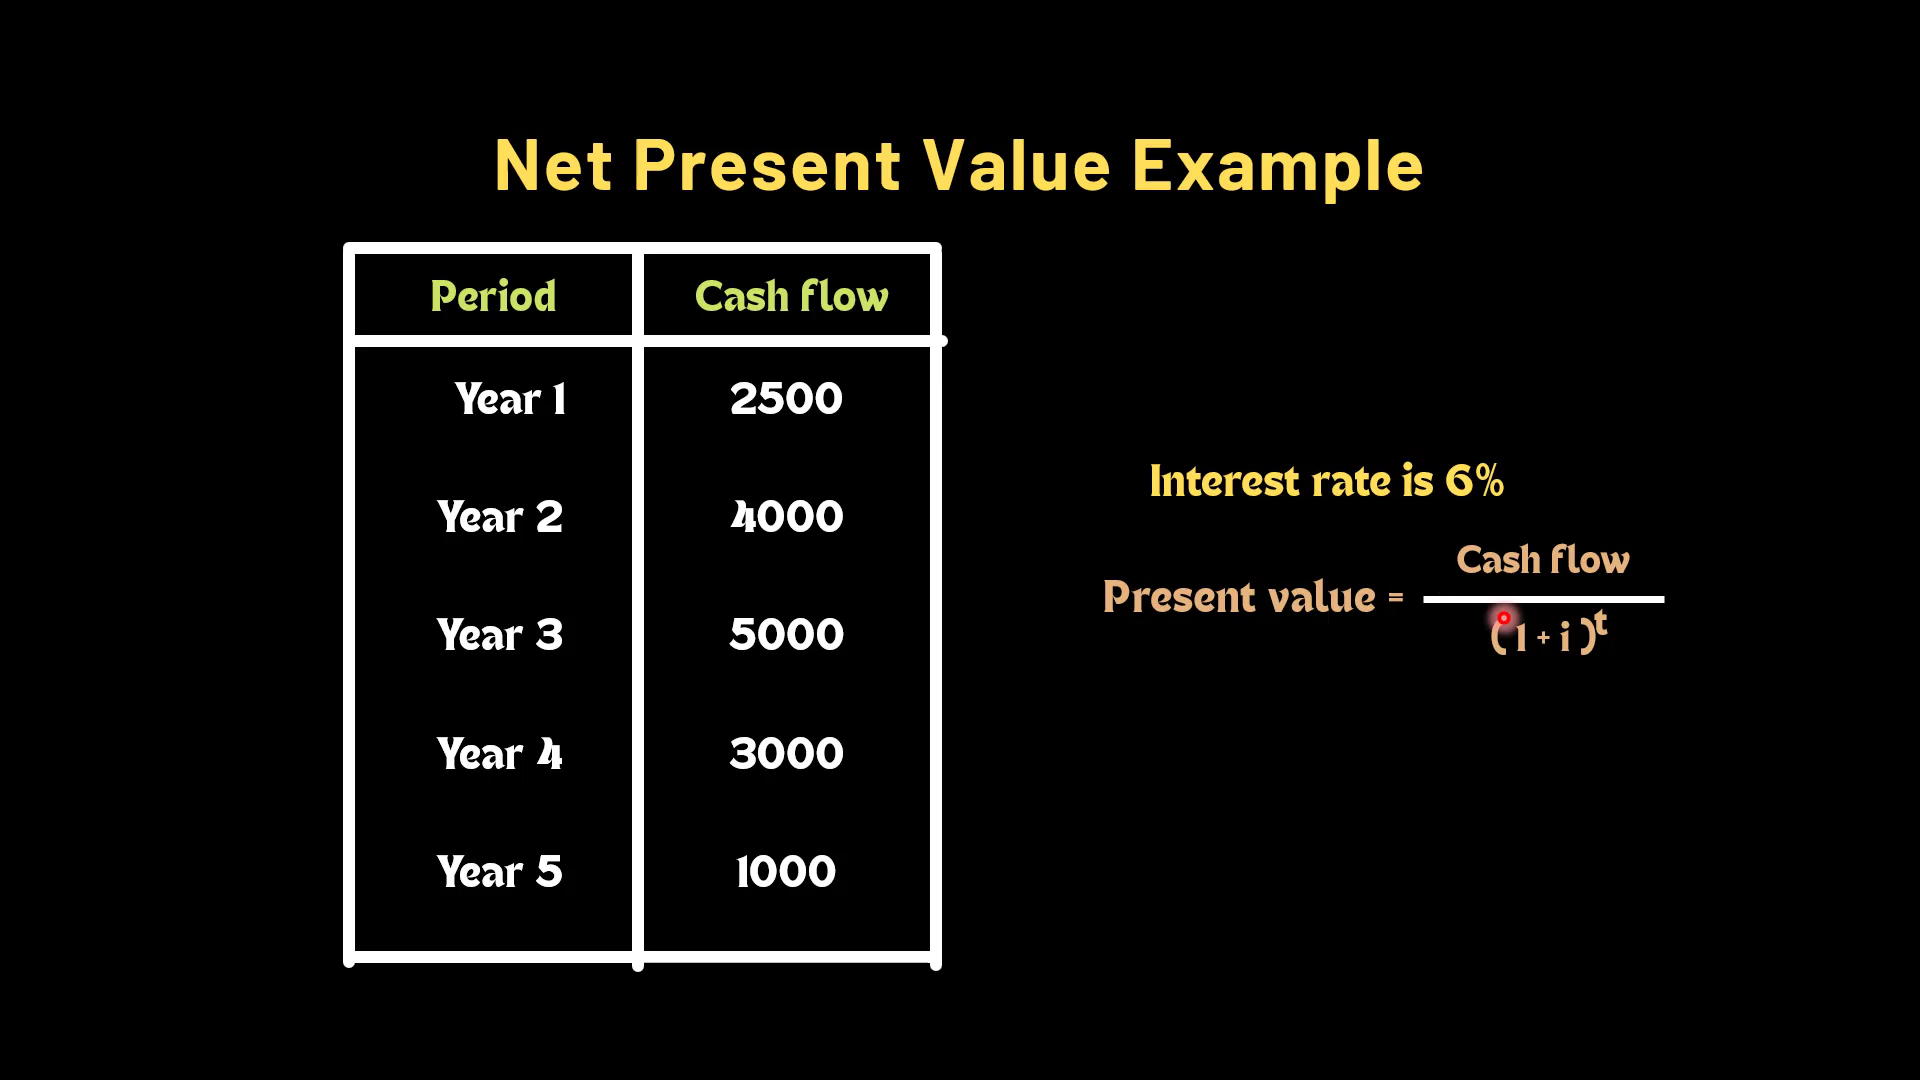 Net Present Value Example
Period Cash flow
Year 1 2500
Year 2 4000
Year 3 5000
Year 4 3000
Year 5 1000
Interest rate is 6%
Cash flow
Present value =
( 1 + i )ᵗ